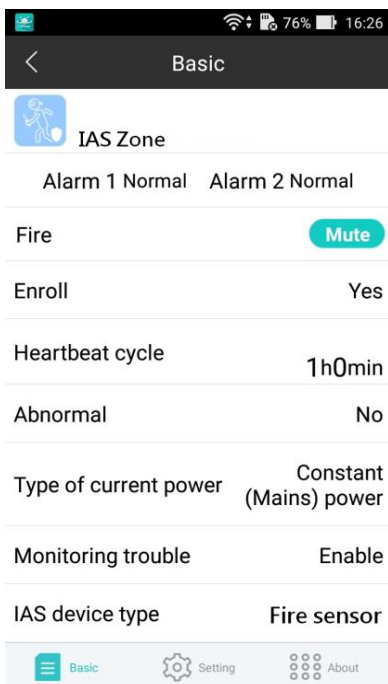 76% 16:26
Basic
IAS Zone
Alarm 1 Normal Alarm 2 Normal
Fire Mute
Enroll Yes
Heartbeat cycle 1h0min
Abnormal No
Type of current power Constant
(Mains) power
Monitoring trouble Enable
IAS device type Fire sensor
Basic Setting About